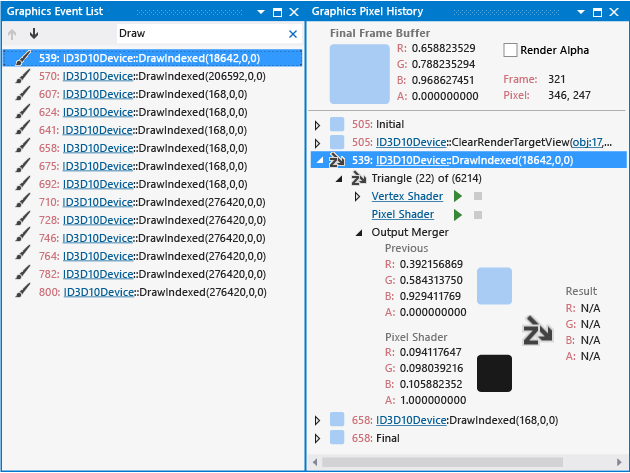 Graphics Event List
Draw
539: ID3D10Device::DrawIndexed(18642,0,0)
570: ID3D10Device::DrawIndexed(206592,0,0)
607: ID3D10Device::DrawIndexed(168,0,0)
624: ID3D10Device::DrawIndexed(168,0,0)
641: ID3D10Device::DrawIndexed(168,0,0)
658: ID3D10Device::DrawIndexed(168,0,0)
675: ID3D10Device::DrawIndexed(168,0,0)
692: ID3D10Device::DrawIndexed(168,0,0)
710: ID3D10Device::DrawIndexed(276420,0,0)
728: ID3D10Device::DrawIndexed(276420,0,0)
746: ID3D10Device::DrawIndexed(276420,0,0)
764: ID3D10Device::DrawIndexed(276420,0,0)
782: ID3D10Device::DrawIndexed(276420,0,0)
800: ID3D10Device::DrawIndexed(276420,0,0)
Graphics Pixel History
Final Frame Buffer
R: 0.658823529
G: 0.788235294
B: 0.968627451
A: 0.000000000
Render Alpha
Frame: 321
Pixel: 346, 247
505: Initial
505: ID3D10Device::ClearRenderTargetView(obj:17,...
539: ID3D10Device::DrawIndexed(18642,0,0)
Triangle (22) of (6214)
Vertex Shader
Pixel Shader
Output Merger
Previous
R: 0.392156869
G: 0.584313750
B: 0.929411769
A: 0.000000000
Pixel Shader
R: 0.094117647
G: 0.098039216
B: 0.105882352
A: 1.000000000
Result
R: N/A
G: N/A
B: N/A
A: N/A
658: ID3D10Device:DrawIndexed(168,0,0)
658: Final